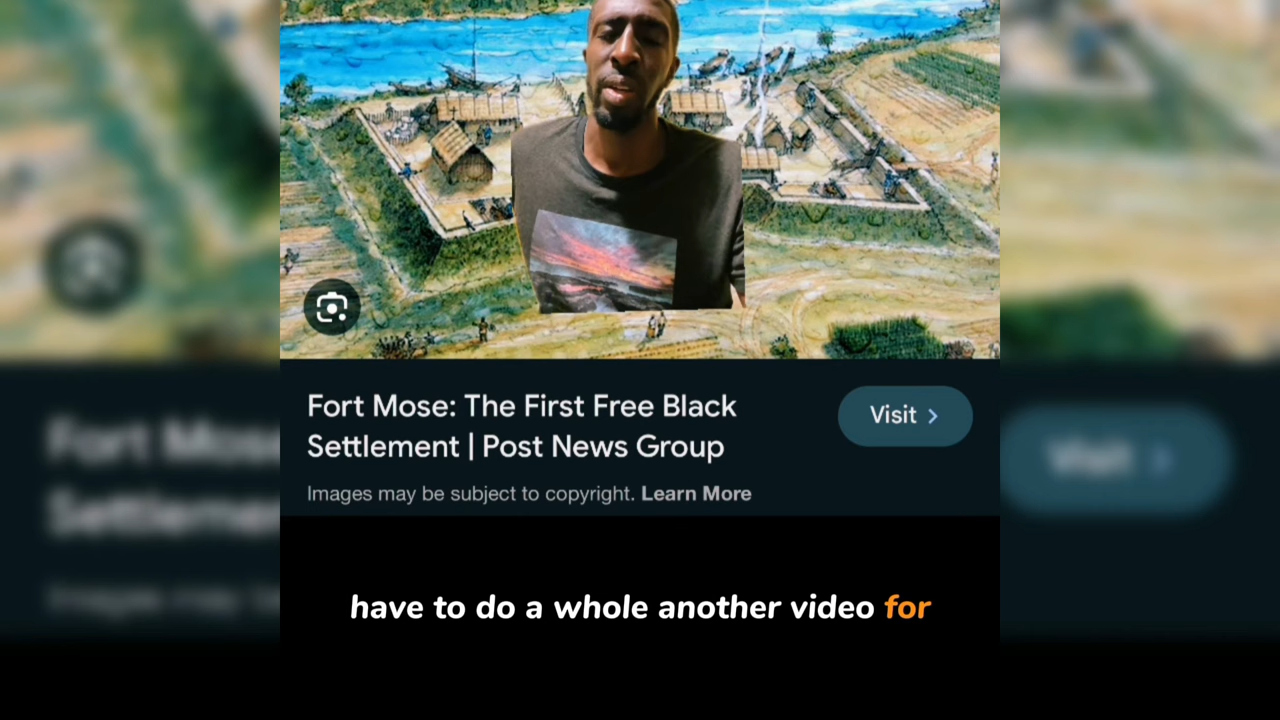 Fort Mose: The First Free Black
Settlement | Post News Group
Visit >
Images may be subject to copyright. Learn More
have to do a whole another video for